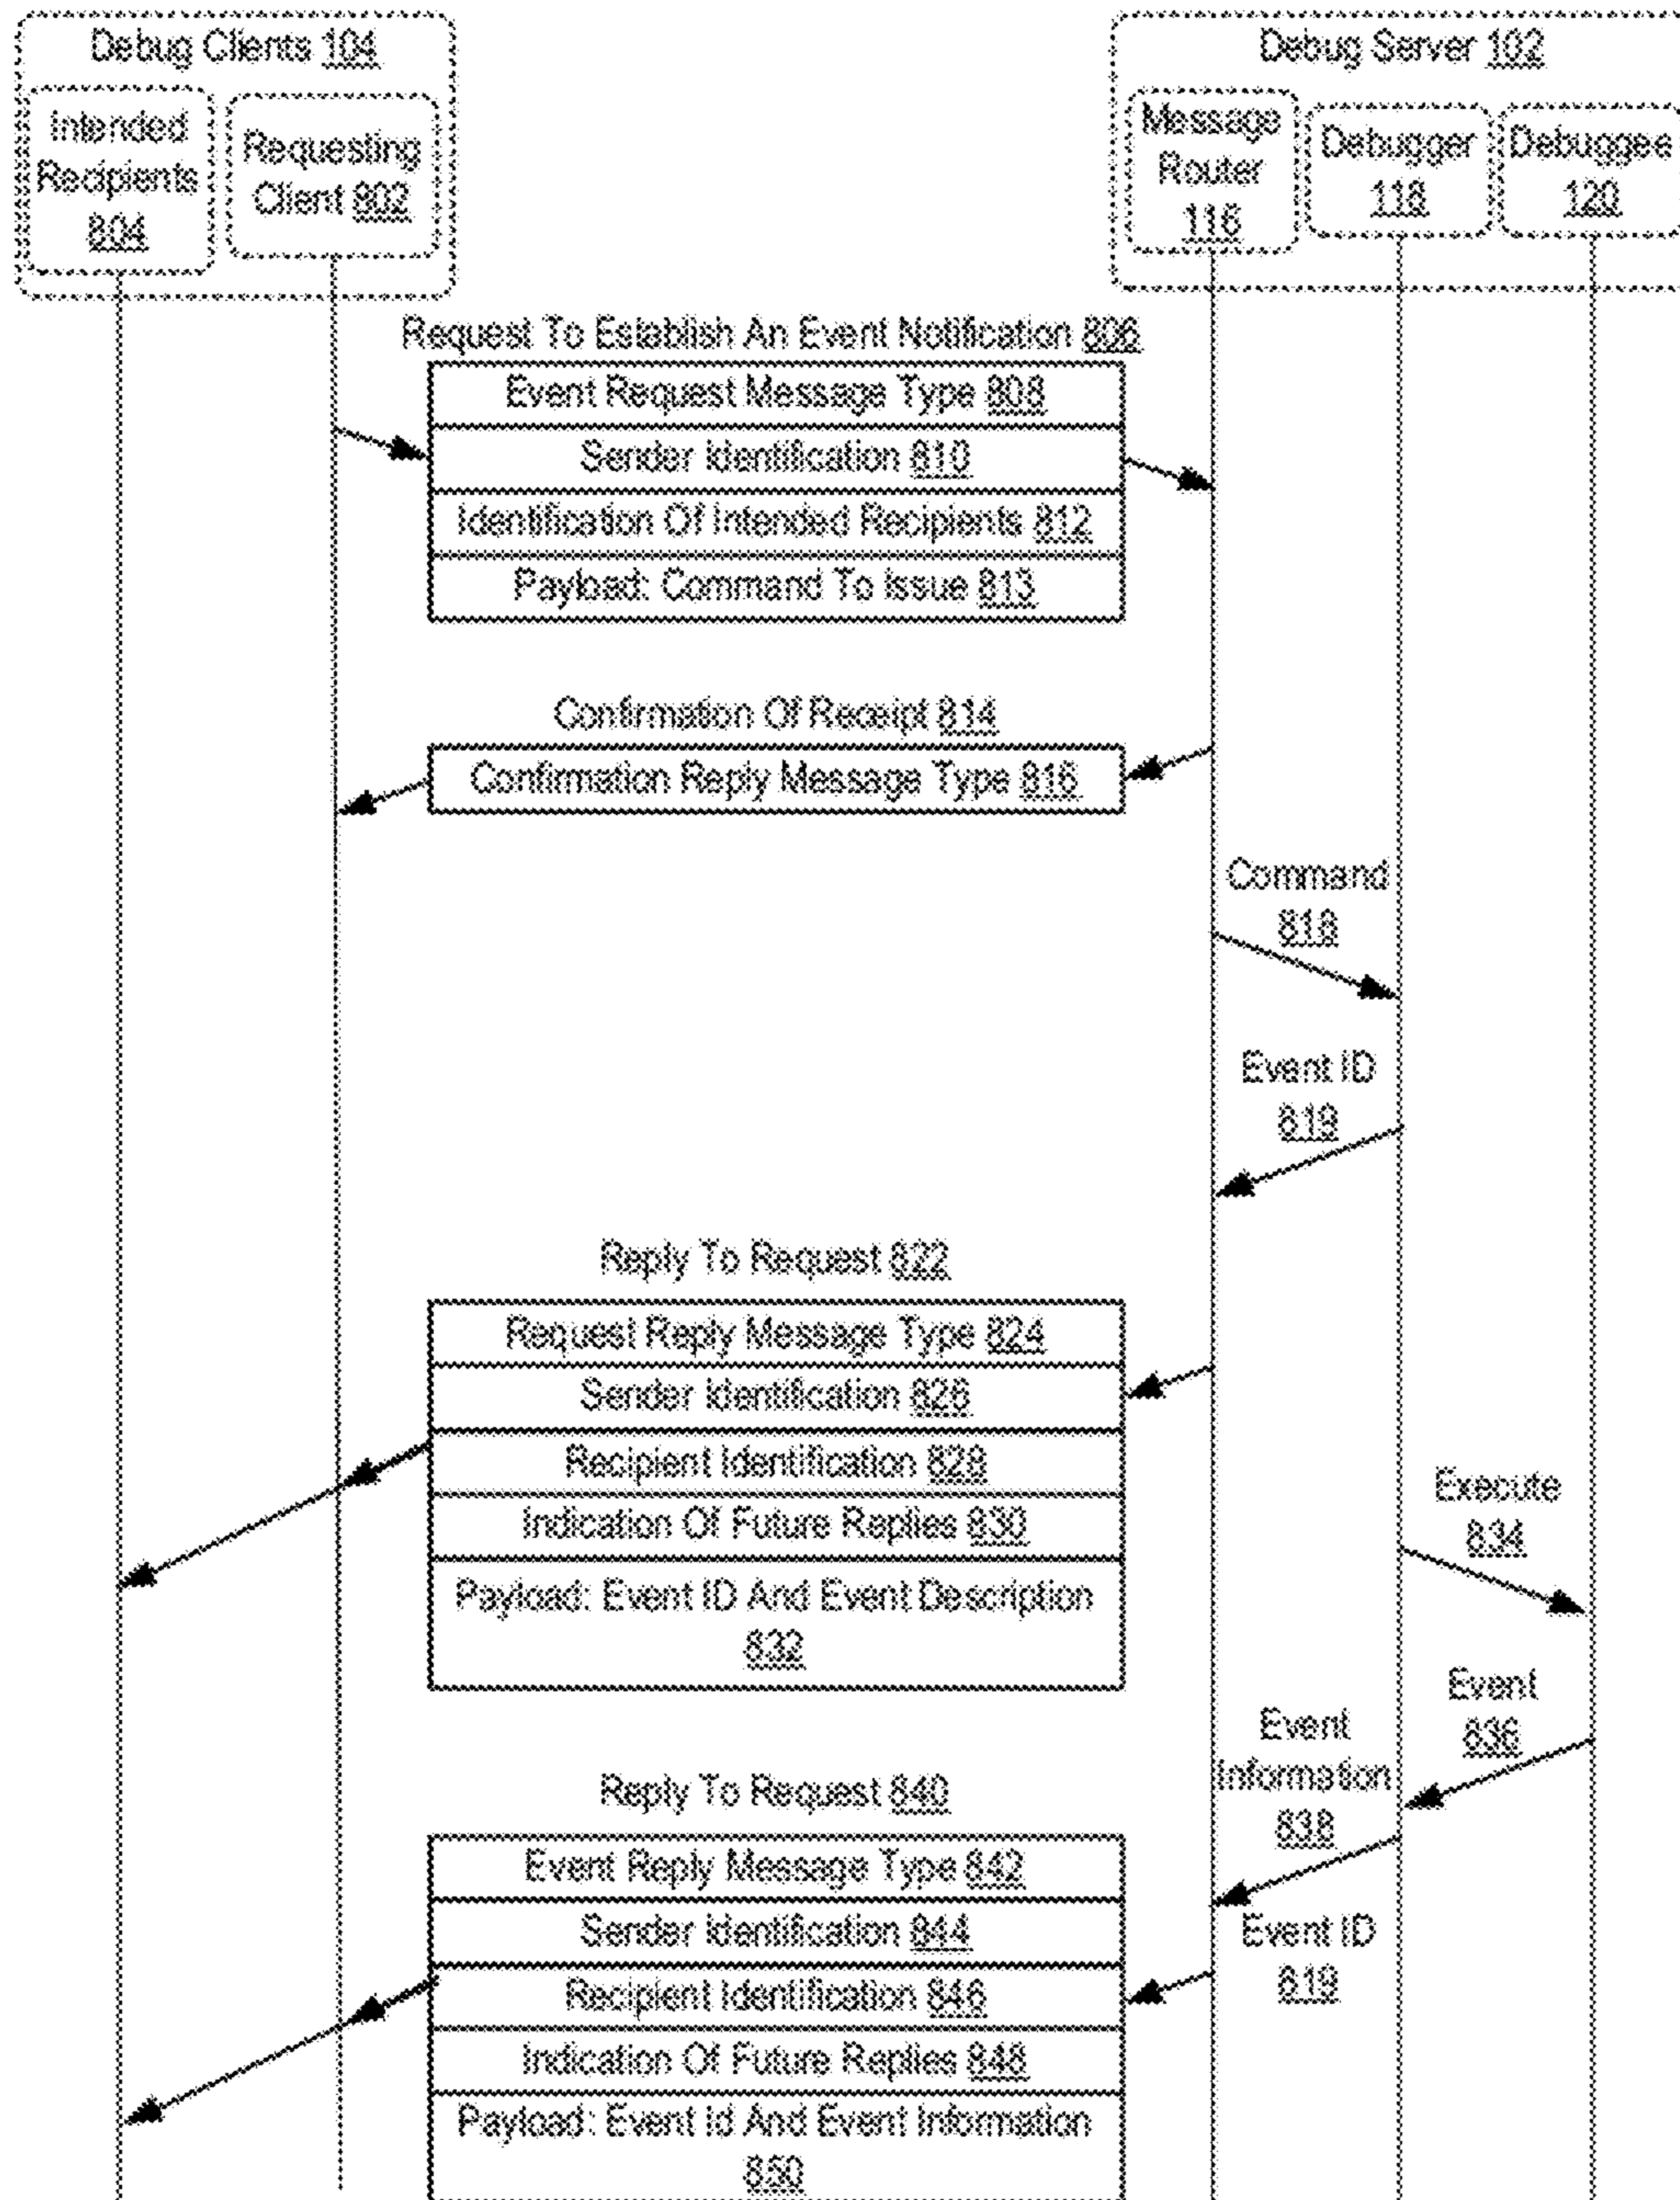 Debug Clients 104
Intended
Recipients
804
Requesting
Client 802
Debug Server 102
Message
Router
116
Debugger
118
Debuggee
120
Request To Establish An Event Notification 806
Event Request Message Type 808
Sender Identification 810
Identification Of Intended Recipients 812
Payload: Command To Issue 813
Confirmation Of Receipt 814
Confirmation Reply Message Type 816
Command
818
Event ID
819
Reply To Request 822
Request Reply Message Type 824
Sender Identification 826
Recipient Identification 828
Indication Of Future Replies 830
Payload: Event ID And Event Description
832
Execute
834
Event
836
Event
Information
838
Event ID
819
Reply To Request 840
Event Reply Message Type 842
Sender Identification 844
Recipient Identification 846
Indication Of Future Replies 848
Payload: Event Id And Event Information
850